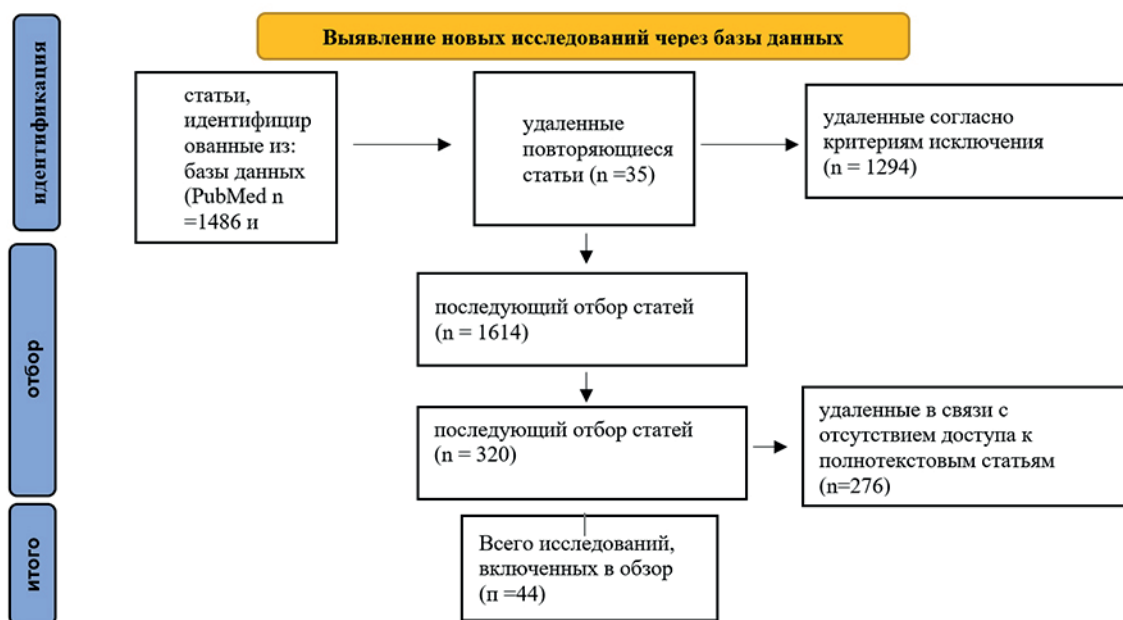 Выявление новых исследований через базы данных
идентификация
статьи,
идентифицир
ованные из:
базы данных
(PubMed n
=1486 и
удаленные
повторяющиеся
статьи (n =35)
удаленные согласно
критериям исключения
(n = 1294)
отбор
последующий отбор статей
(n = 1614)
последующий отбор статей
(n = 320)
удаленные в связи с
отсутствием доступа к
полнотекстовым статьям
(n=276)
итого
Всего исследований,
включенных в обзор
(п =44)